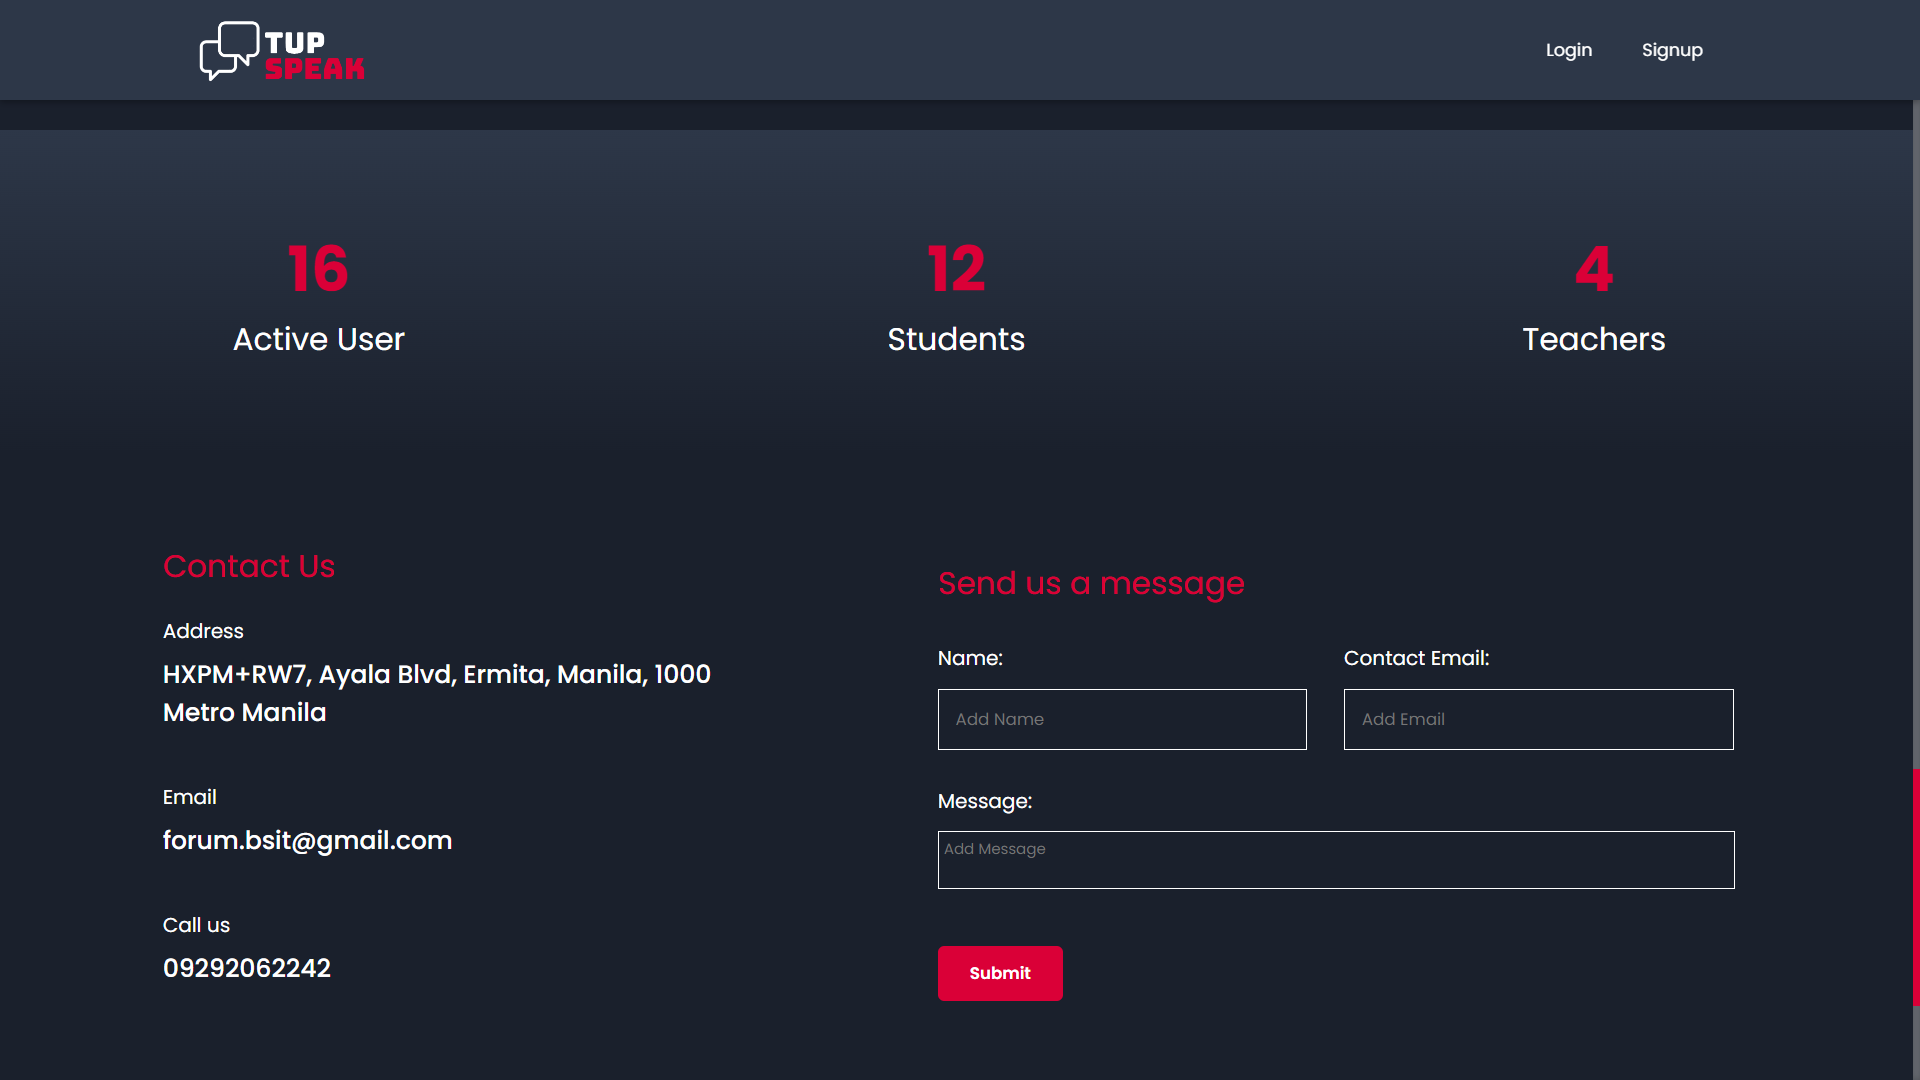 TUP
SPEAK
Login
Signup
16
Active User
12
Students
4
Teachers
Contact Us
Address
HXPM+RW7, Ayala Blvd, Ermita, Manila, 1000
Metro Manila
Email
forum.bsit@gmail.com
Call us
09292062242
Send us a message
Name:
Add Name
Contact Email:
Add Email
Message:
Add Message
Submit